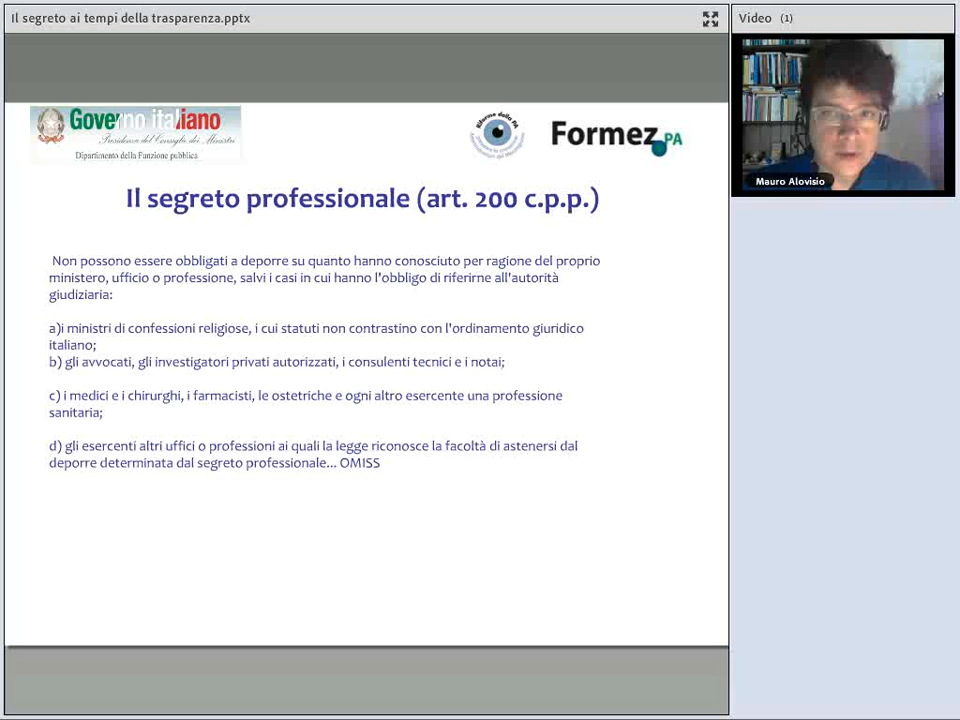 Il segreto ai tempi della trasparenza.pptx
Video (1)
Governo italiano
Presidenza del Consiglio dei Ministri
Dipartimento della Funzione pubblica
Riforma della PA
Formez PA
Mauro Alovisio
Il segreto professionale (art. 200 c.p.p.)
Non possono essere obbligati a deporre su quanto hanno conosciuto per ragione del proprio
ministero, ufficio o professione, salvi i casi in cui hanno l'obbligo di riferirne all'autorità
giudiziaria:
a)i ministri di confessioni religiose, i cui statuti non contrastino con l'ordinamento giuridico
italiano;
b) gli avvocati, gli investigatori privati autorizzati, i consulenti tecnici e i notai;
c) i medici e i chirurghi, i farmacisti, le ostetriche e ogni altro esercente una professione
sanitaria;
d) gli esercenti altri uffici o professioni ai quali la legge riconosce la facoltà di astenersi dal
deporre determinata dal segreto professionale... OMISS